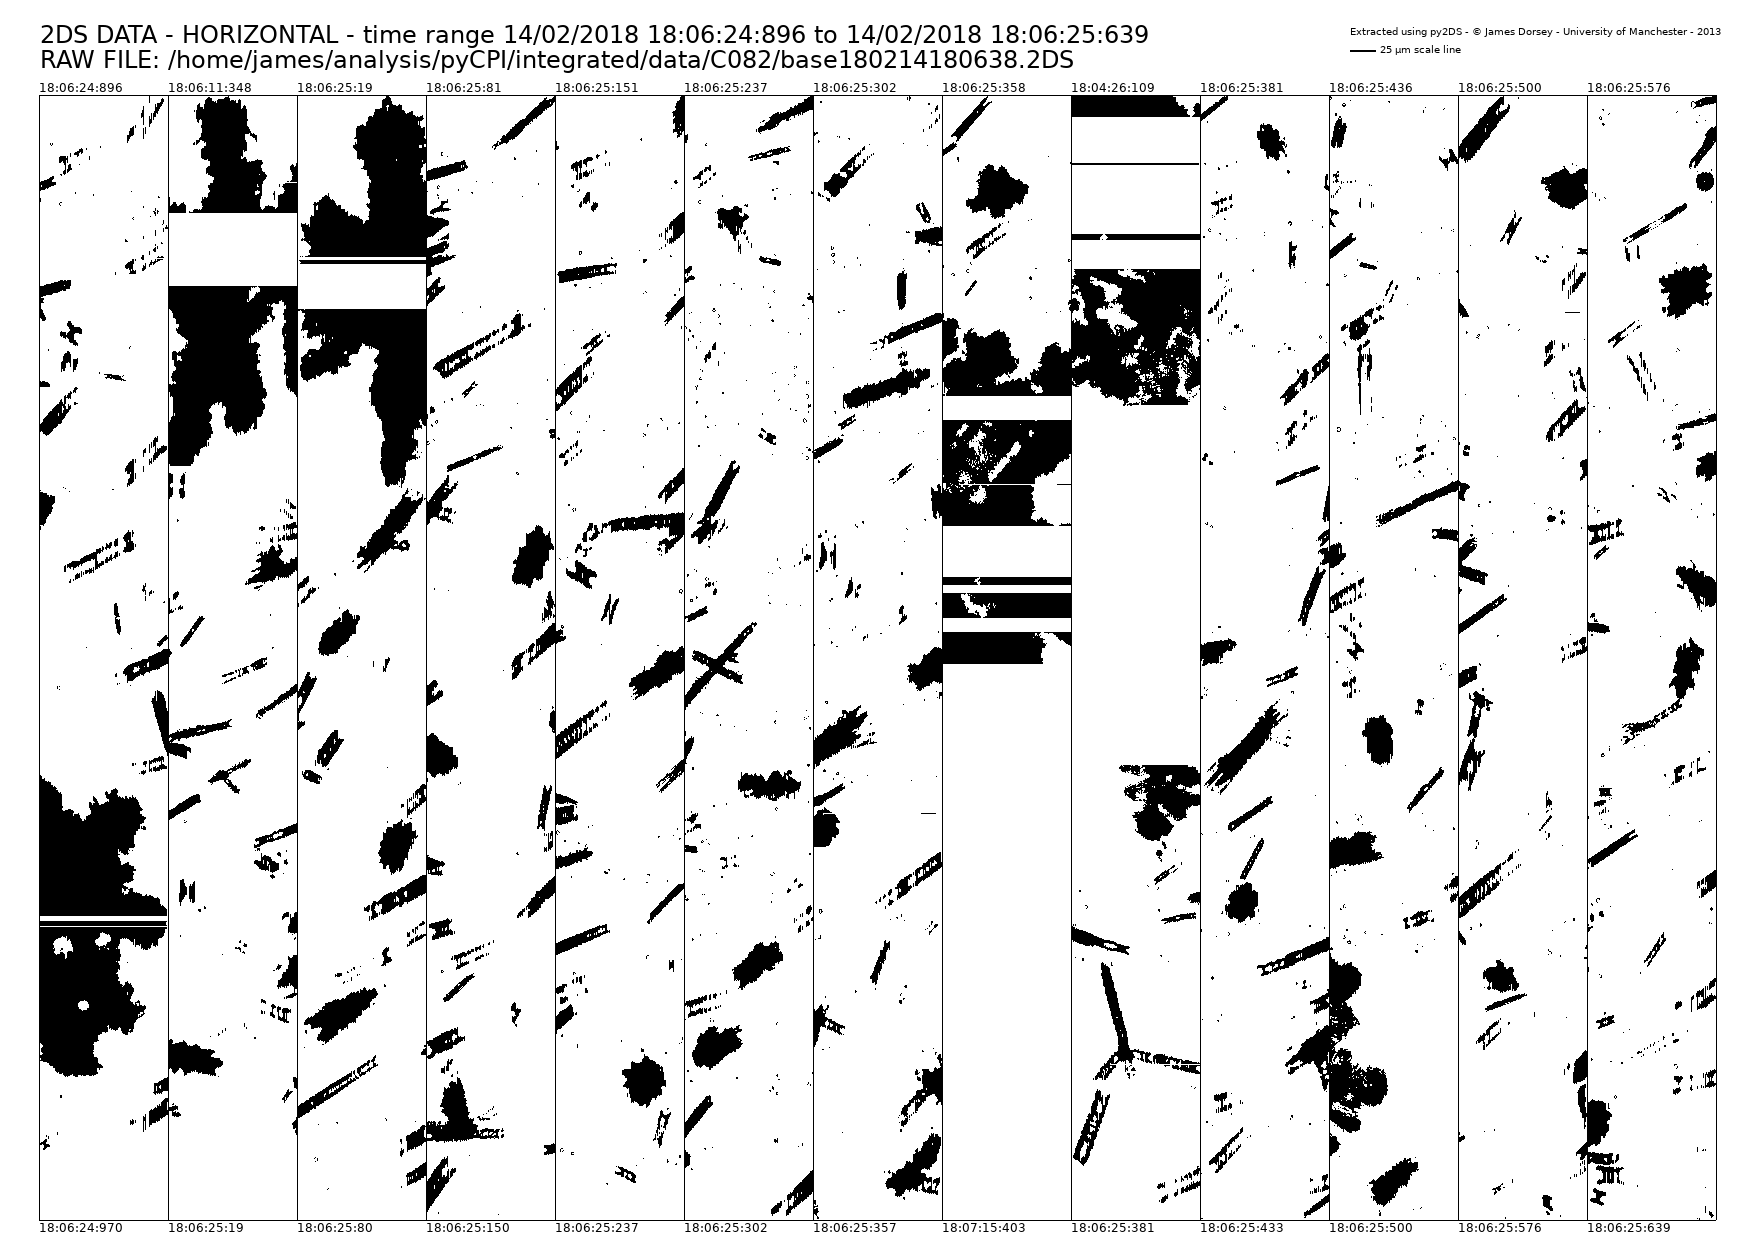 2DS DATA - HORIZONTAL - time range 14/02/2018 18:06:24:896 to 14/02/2018 18:06:25:639
RAW FILE: /home/james/analysis/pyCPI/integrated/data/C082/base180214180638.2DS
Extracted using py2DS - © James Dorsey - University of Manchester - 2013
25 μm scale line
18:06:24:896 18:06:11:348 18:06:25:19 18:06:25:81 18:06:25:151 18:06:25:237 18:06:25:302 18:06:25:358 18:04:26:109 18:06:25:381 18:06:25:436 18:06:25:500 18:06:25:576
18:06:24:970 18:06:25:19 18:06:25:80 18:06:25:150 18:06:25:237 18:06:25:302 18:06:25:357 18:07:15:403 18:06:25:381 18:06:25:433 18:06:25:500 18:06:25:576 18:06:25:639